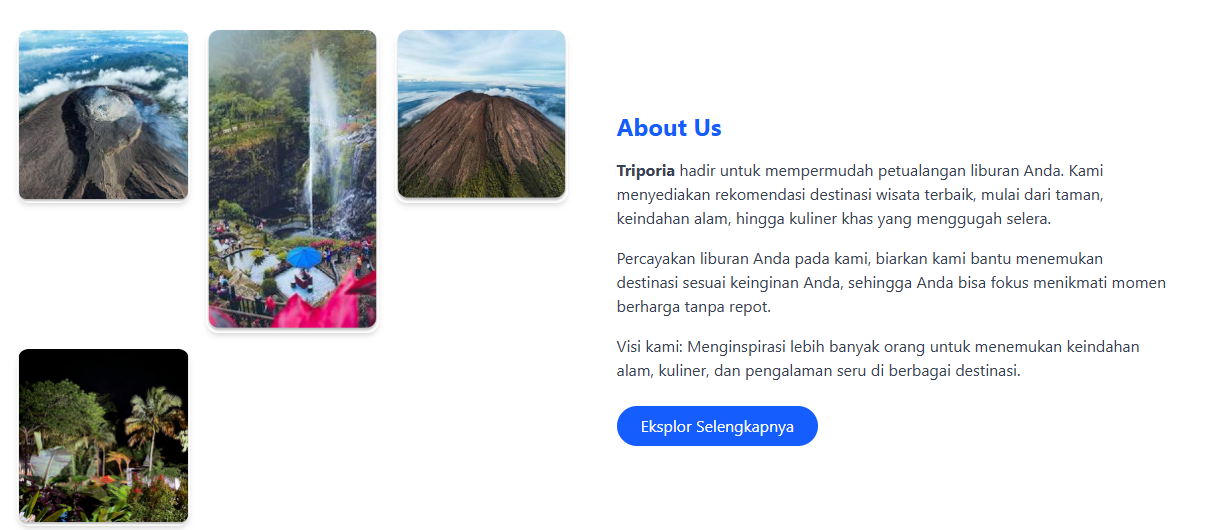 About Us
Triporia hadir untuk mempermudah petualangan liburan Anda. Kami
menyediakan rekomendasi destinasi wisata terbaik, mulai dari taman,
keindahan alam, hingga kuliner khas yang menggugah selera.
Percayakan liburan Anda pada kami, biarkan kami bantu menemukan
destinasi sesuai keinginan Anda, sehingga Anda bisa fokus menikmati momen
berharga tanpa repot.
Visi kami: Menginspirasi lebih banyak orang untuk menemukan keindahan
alam, kuliner, dan pengalaman seru di berbagai destinasi.
Eksplor Selengkapnya